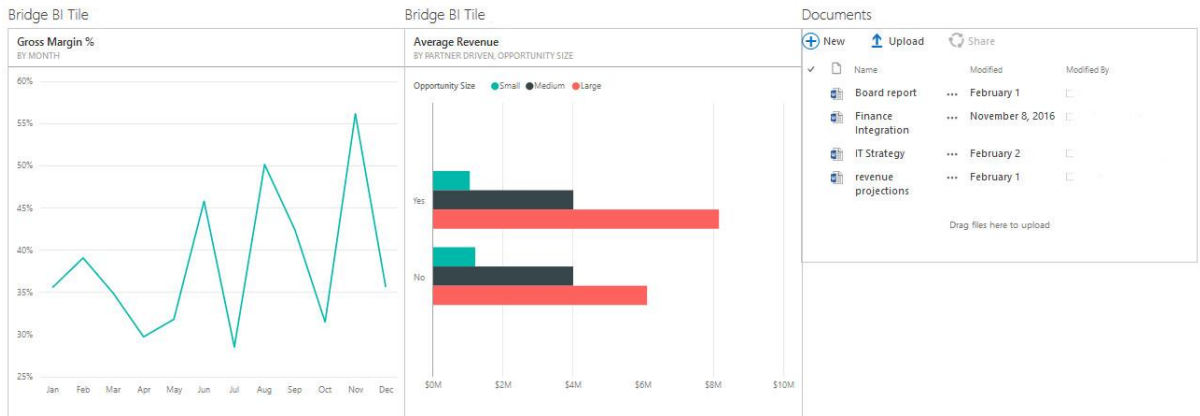 Bridge BI Tile
Gross Margin %
BY MONTH
60%
55%
50%
45%
40%
35%
30%
25%
Jan Feb Mar Apr May Jun Jul Aug Sep Oct Nov Dec
Bridge BI Tile
Average Revenue
BY PARTNER DRIVEN, OPPORTUNITY SIZE
Opportunity Size Small Medium Large
Yes
No
$0M $2M $4M $6M $8M $10M
Documents
New Upload Share
Name Modified Modified By
Board report ... February 1
Finance Integration ... November 8, 2016
IT Strategy ... February 2
revenue projections ... February 1
Drag files here to upload